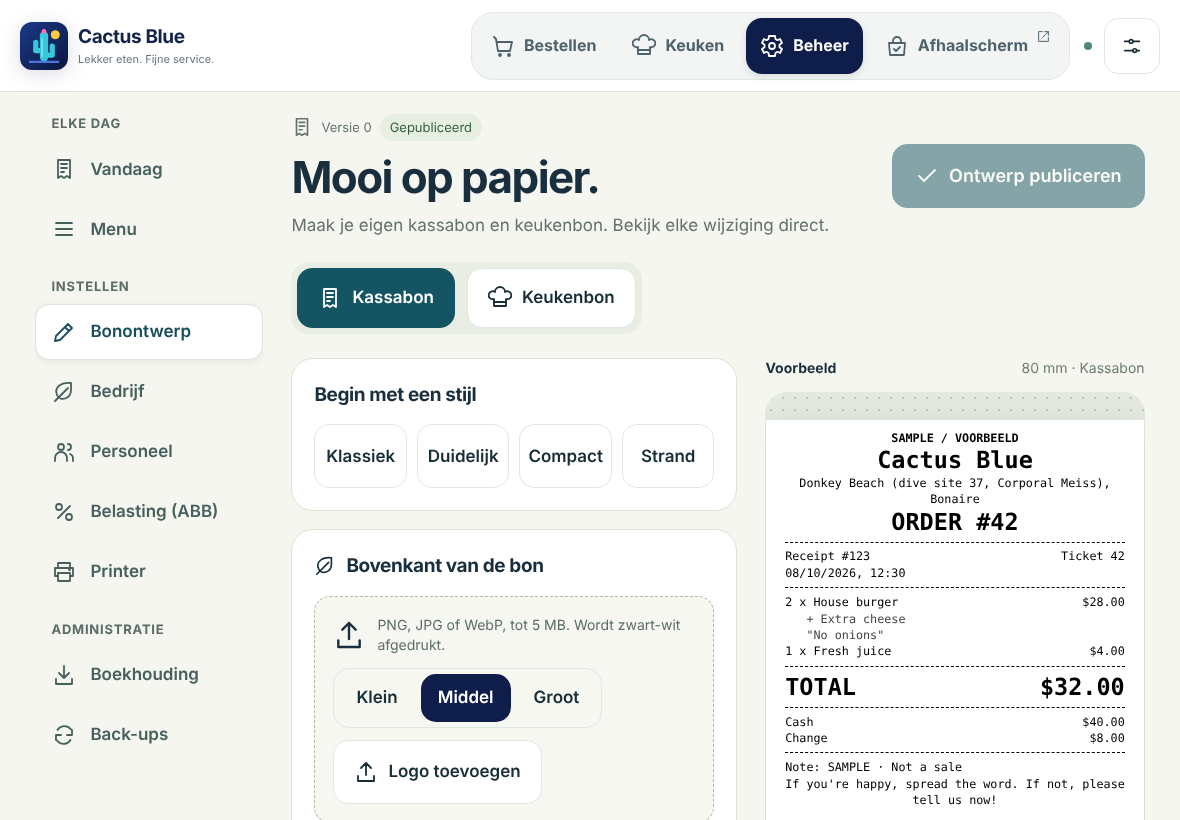 Cactus Blue
Lekker eten. Fijne service.
Bestellen
Keuken
Beheer
Afhaalscherm
ELKE DAG
Vandaag
Menu
INSTELLEN
Bonontwerp
Bedrijf
Personeel
Belasting (ABB)
Printer
ADMINISTRATIE
Boekhouding
Back-ups
Versie 0 Gepubliceerd
Mooi op papier.
Maak je eigen kassabon en keukenbon. Bekijk elke wijziging direct.
Ontwerp publiceren
Kassabon
Keukenbon
Begin met een stijl
Klassiek
Duidelijk
Compact
Strand
Bovenkant van de bon
PNG, JPG of WebP, tot 5 MB. Wordt zwart-wit
afgedrukt.
Klein
Middel
Groot
Logo toevoegen
Voorbeeld
80 mm · Kassabon
SAMPLE / VOORBEELD
Cactus Blue
Donkey Beach (dive site 37, Corporal Meiss),
Bonaire
ORDER #42
Receipt #123 Ticket 42
08/10/2026, 12:30
2 x House burger $28.00
+ Extra cheese
"No onions"
1 x Fresh juice $4.00
TOTAL $32.00
Cash $40.00
Change $8.00
Note: SAMPLE · Not a sale
If you're happy, spread the word. If not, please
tell us now!